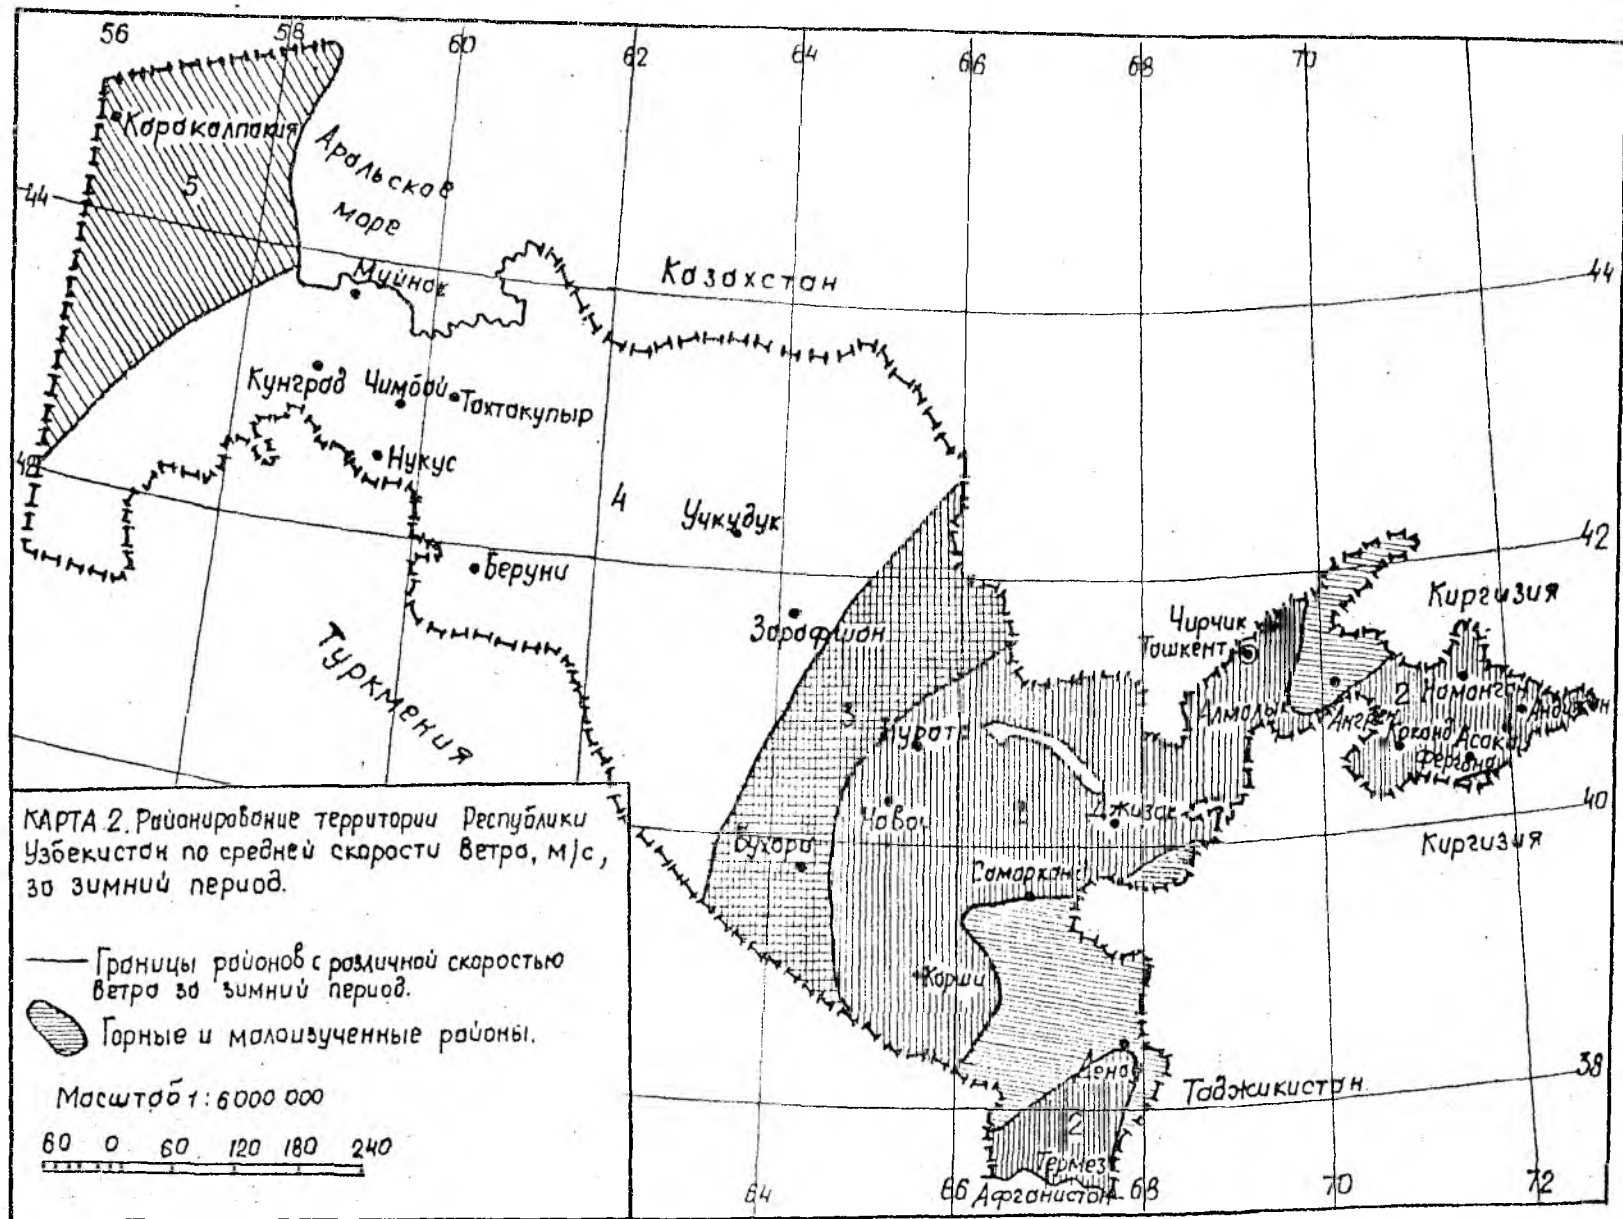 56 58 60 62 64 66 68 70
Каракалпакия
5
Аральское
море
44
Муйнак
Казахстан
44
Кунград Чимбай Тахтакупыр
Нукус
42
4
Учкудук
42
Беруни
Зарафшан
Туркмения
Чирчик
Ташкент
Киргизия
2
Наманган
Андижан
Алмалык
Ангрен
Коканд Асака
Фергана
3
Нурата
Навои
Джизак
40
Бухара
Самарканд
Киргизия
Карши
38
Денау
Таджикистан
2
Термез
Афганистан
64 66 68 70 72
КАРТА 2. Районирование территории Республики
Узбекистан по средней скорости ветра, м/с,
за зимний период.
Границы районов с различной скоростью
ветра за зимний период.
Горные и малоизученные районы.
Масштаб 1:6000 000
60 0 60 120 180 240